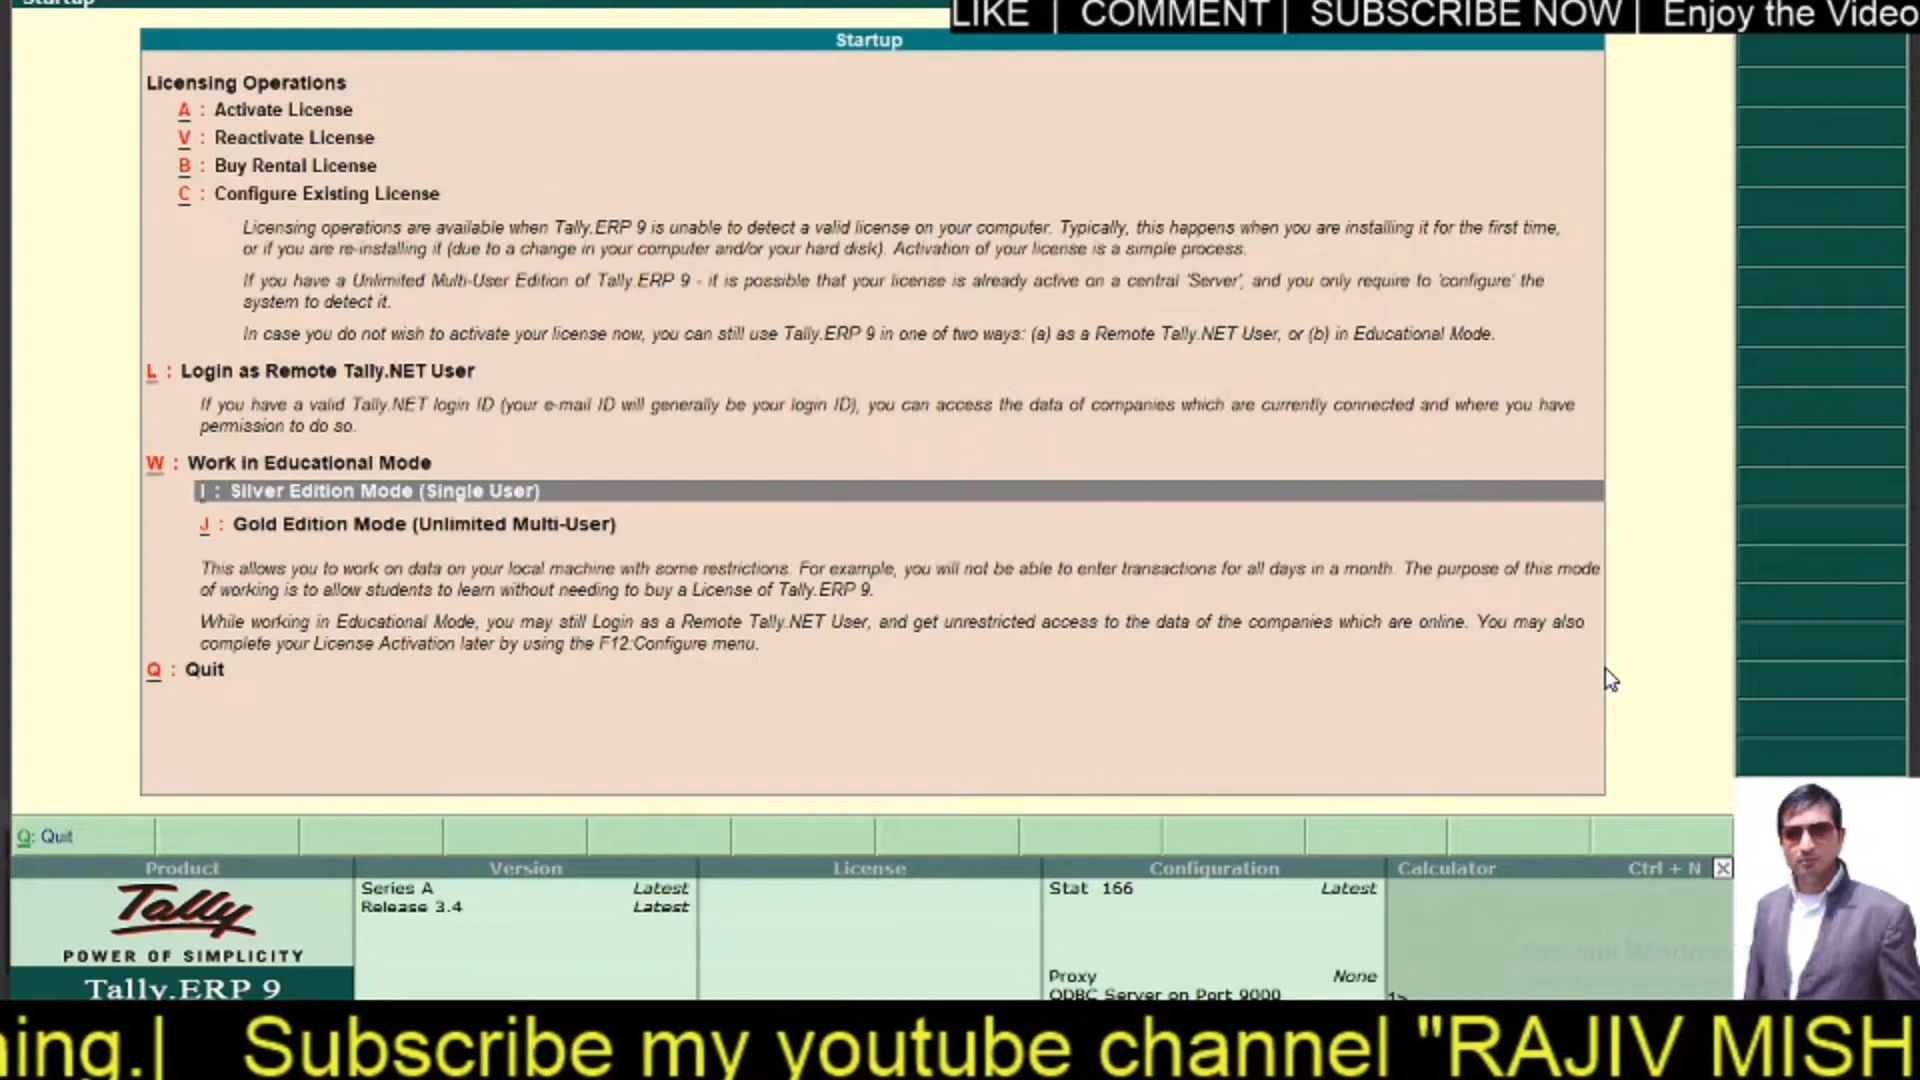 Startup
LIKE | COMMENT | SUBSCRIBE NOW | Enjoy the Video
Startup
Licensing Operations
A : Activate License
V : Reactivate License
B : Buy Rental License
C : Configure Existing License
Licensing operations are available when Tally.ERP 9 is unable to detect a valid license on your computer. Typically, this happens when you are installing it for the first time,
or if you are re-installing it (due to a change in your computer and/or your hard disk). Activation of your license is a simple process.
If you have a Unlimited Multi-User Edition of Tally.ERP 9 - it is possible that your license is already active on a central 'Server', and you only require to 'configure' the
system to detect it.
In case you do not wish to activate your license now, you can still use Tally.ERP 9 in one of two ways: (a) as a Remote Tally.NET User, or (b) in Educational Mode.
L : Login as Remote Tally.NET User
If you have a valid Tally.NET login ID (your e-mail ID will generally be your login ID), you can access the data of companies which are currently connected and where you have
permission to do so.
W : Work in Educational Mode
I : Silver Edition Mode (Single User)
J : Gold Edition Mode (Unlimited Multi-User)
This allows you to work on data on your local machine with some restrictions. For example, you will not be able to enter transactions for all days in a month. The purpose of this mode
of working is to allow students to learn without needing to buy a License of Tally.ERP 9.
While working in Educational Mode, you may still Login as a Remote Tally.NET User, and get unrestricted access to the data of the companies which are online. You may also
complete your License Activation later by using the F12:Configure menu.
Q : Quit
Q: Quit
Product Version License Configuration Calculator Ctrl + N X
Tally
POWER OF SIMPLICITY
Tally.ERP 9
Series A Latest
Release 3.4 Latest
Stat 166 Latest
Proxy None
ODBC Server on Port 9000
1>
ning.| Subscribe my youtube channel "RAJIV MISH